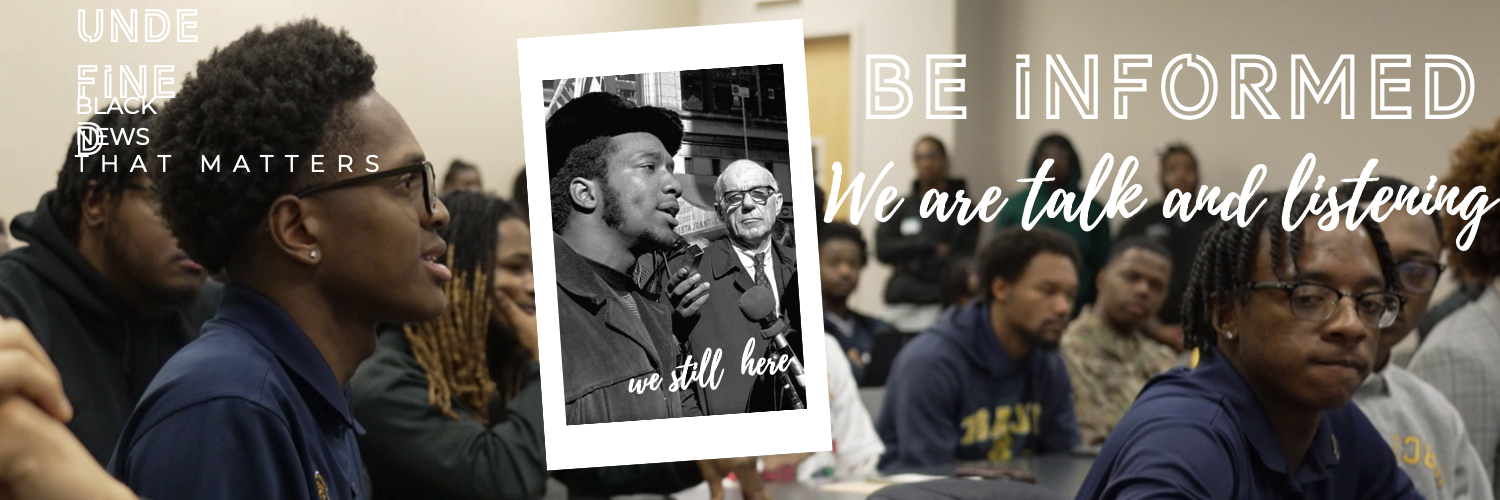 UNDE
FINE
D
BLACK
NEWS
THAT MATTERS
we still here
BE INFORMED
We are talk and listening